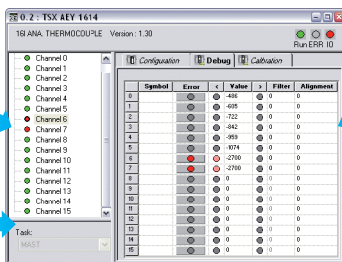 0.2 : TSX AEY 1614
16I ANA. THERMOCOUPLE Version : 1.30
Run ERR IO
Channel 0
Channel 1
Channel 2
Channel 3
Channel 4
Channel 5
Channel 6
Channel 7
Channel 8
Channel 9
Channel 10
Channel 11
Channel 12
Channel 13
Channel 14
Channel 15
Task:
MAST
Configuration Debug Calibration
Symbol Error < Value > Filter Alignment
0 -486 0 0
1 -605 0 0
2 -722 0 0
3 -842 0 0
4 -959 0 0
5 -1074 0 0
6 -2700 0 0
7 -2700 0 0
8 0 0 0
9 0 0 0
10 0 0 0
11 0 0 0
12 0 0 0
13 0 0 0
14 0 0 0
15 0 0 0